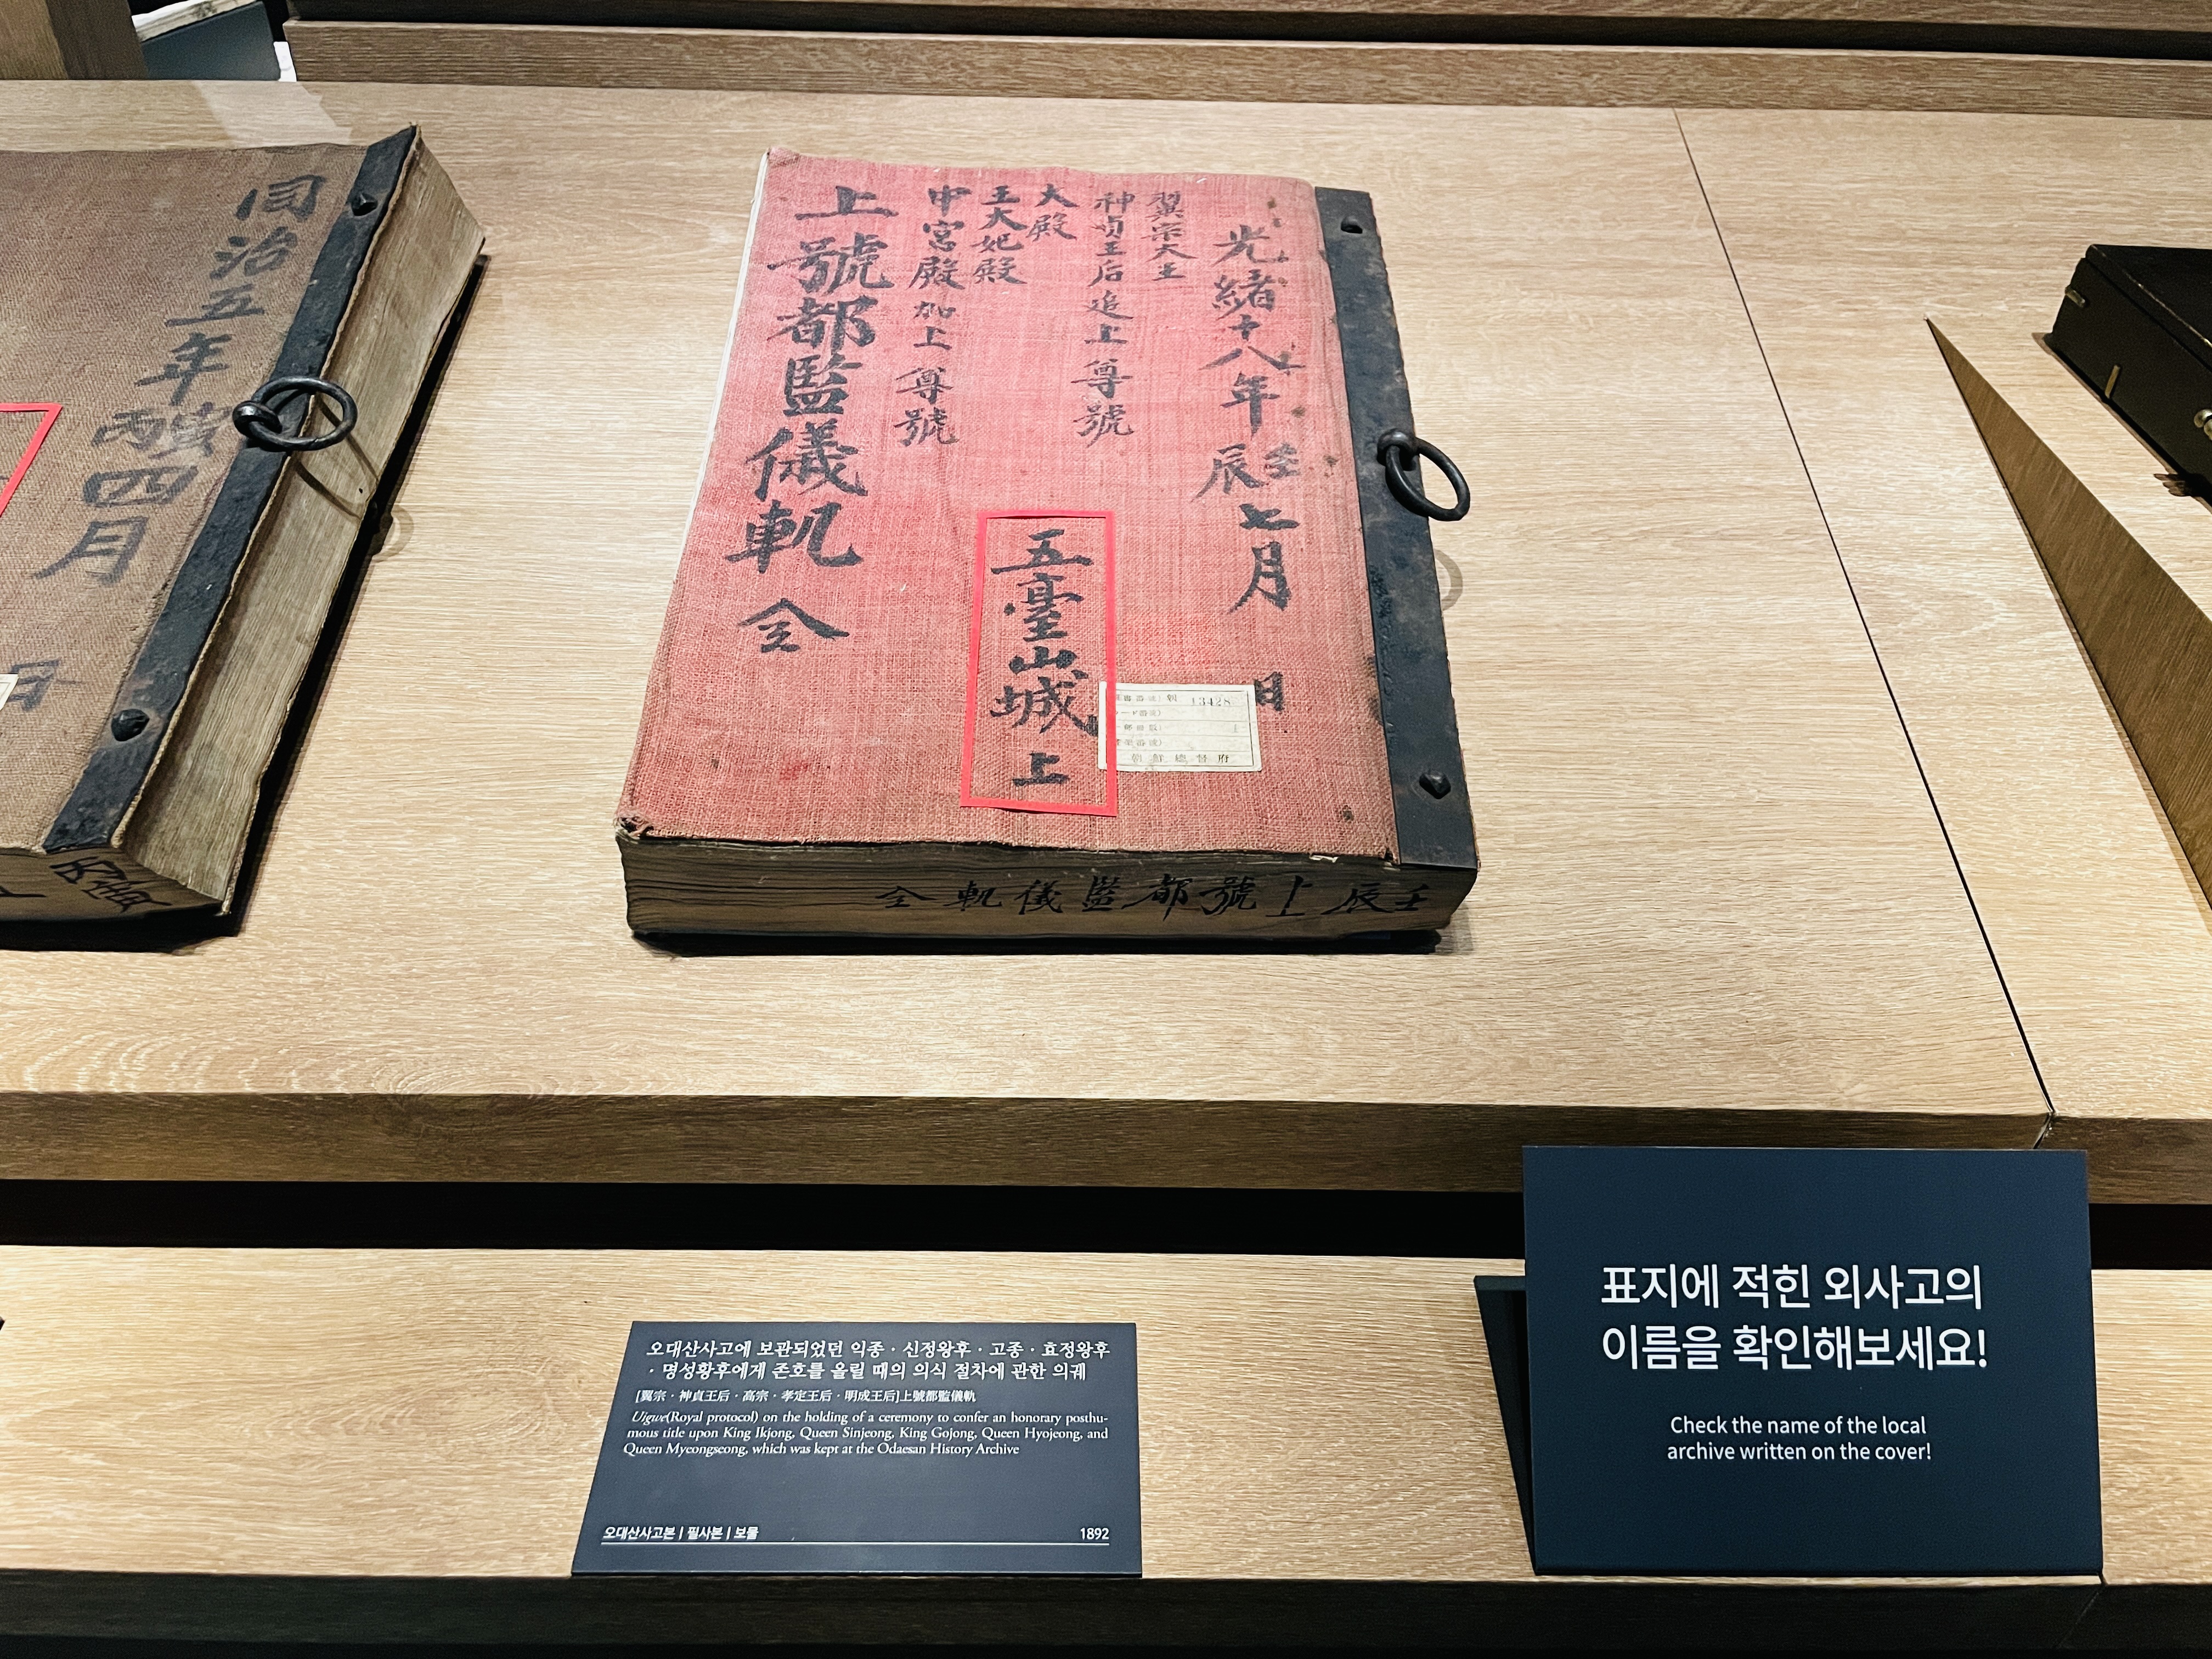 同治五年丙寅四月
日
丙寅
光緒十八年壬辰七月 日
翼宗大王
神貞王后追上尊號
大殿
王大妃殿
中宮殿加上尊號
上號都監儀軌 全
五臺山城上
朝 13428
1
朝鮮總督府
全軌儀監都號上辰壬
오대산사고에 보관되었던 익종 · 신정왕후 · 고종 · 효정왕후
· 명성황후에게 존호를 올릴 때의 의식 절차에 관한 의궤
[翼宗 · 神貞王后 · 高宗 · 孝定王后 · 明成王后]上號都監儀軌
Uigwe(Royal protocol) on the holding of a ceremony to confer an honorary posthu-
mous title upon King Ikjong, Queen Sinjeong, King Gojong, Queen Hyojeong, and
Queen Myeongseong, which was kept at the Odaesan History Archive
오대산사고본 | 필사본 | 보물 1892
표지에 적힌 외사고의
이름을 확인해보세요!
Check the name of the local
archive written on the cover!